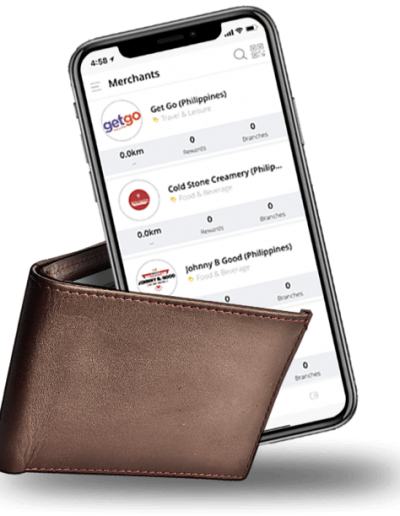 4:58
Merchants
getgo
Get Go (Philippines)
Travel & Leisure
0.0km
0
0
--
Rewards
Branches
Cold Stone Creamery (Philip...
Food & Beverage
0.0km
0
0
--
Rewards
Branches
JOHNNY B. GOOD
Johnny B Good (Philippines)
Food & Beverage
0
0
Branches
0
Branches